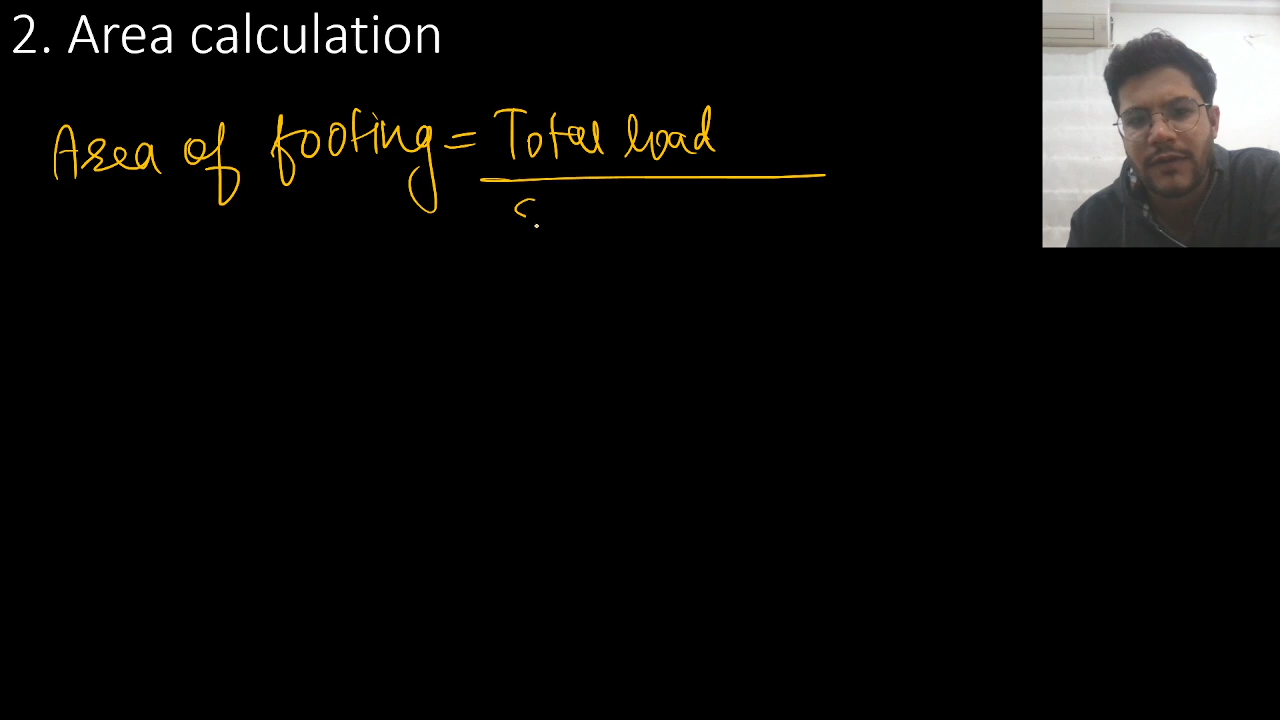 2. Area calculation
Area of footing = Total load